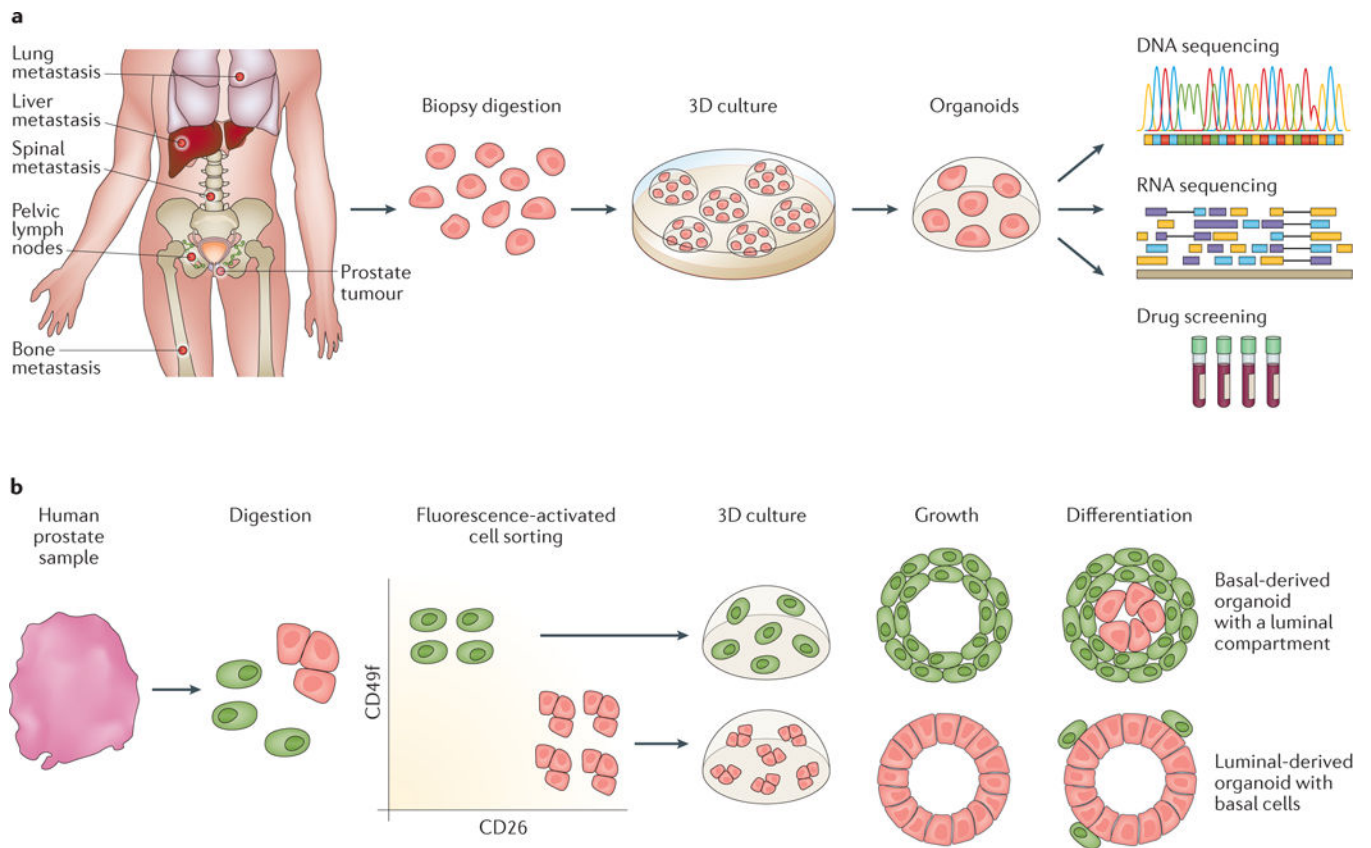 a
Lung
metastasis
Liver
metastasis
Spinal
metastasis
Pelvic
lymph
nodes
Bone
metastasis
Prostate
tumour
Biopsy digestion
3D culture
Organoids
DNA sequencing
RNA sequencing
Drug screening
b
Human
prostate
sample
Digestion
Fluorescence-activated
cell sorting
CD49f
CD26
3D culture
Growth
Differentiation
Basal-derived
organoid
with a luminal
compartment
Luminal-derived
organoid with
basal cells